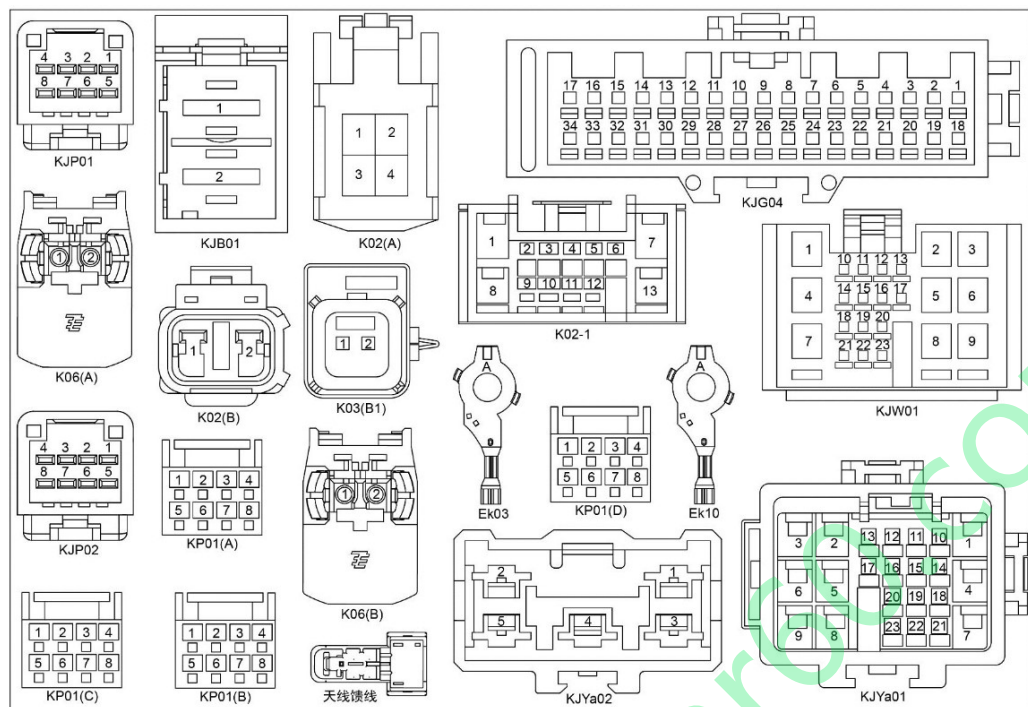 4 3 2 1
8 7 6 5
KJP01
1
2
KJB01
1 2
3 4
K02(A)
17 16 15 14 13 12 11 10 9 8 7 6 5 4 3 2 1
34 33 32 31 30 29 28 27 26 25 24 23 22 21 20 19 18
KJG04
1 2
K06(A)
1 2
K02(B)
1 2
K03(B1)
1 2 3 4 5 6 7
8 9 10 11 12 13
K02-1
1 10 11 12 13 2 3
4 14 15 16 17 5 6
7 18 19 20 8 9
21 22 23
KJW01
4 3 2 1
8 7 6 5
KJP02
1 2 3 4
5 6 7 8
KP01(A)
1 2
K06(B)
A
Ek03
1 2 3 4
5 6 7 8
KP01(D)
A
Ek10
1 2 3 4
5 6 7 8
KP01(C)
1 2 3 4
5 6 7 8
KP01(B)
天线馈线
2 1
5 4 3
KJYa02
3 2 13 12 11 10 1
6 5 17 16 15 14 4
20 19 18
9 8 23 22 21 7
KJYa01
r60.co